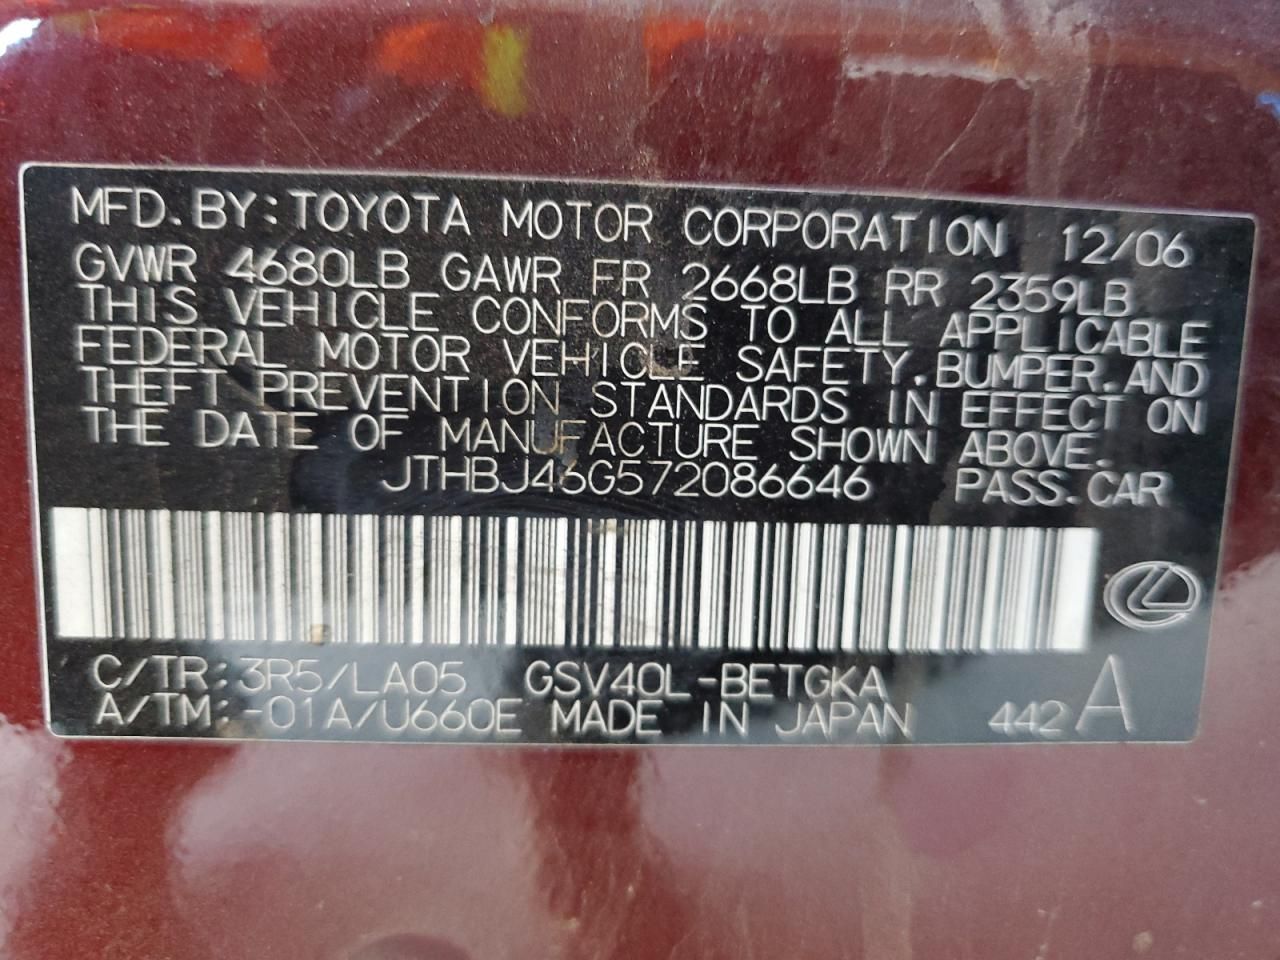 MFD. BY: TOYOTA MOTOR CORPORATION 12/06
GVWR 4680LB GAWR FR 2668LB RR 2359LB
THIS VEHICLE CONFORMS TO ALL APPLICABLE
FEDERAL MOTOR VEHICLE SAFETY, BUMPER, AND
THEFT PREVENTION STANDARDS IN EFFECT ON
THE DATE OF MANUFACTURE SHOWN ABOVE.
JTHBJ46G572086646 PASS. CAR
C/TR: 3R5/LA05 GSV40L-BETGKA
A/TM: -01A/U660E MADE IN JAPAN 442 A